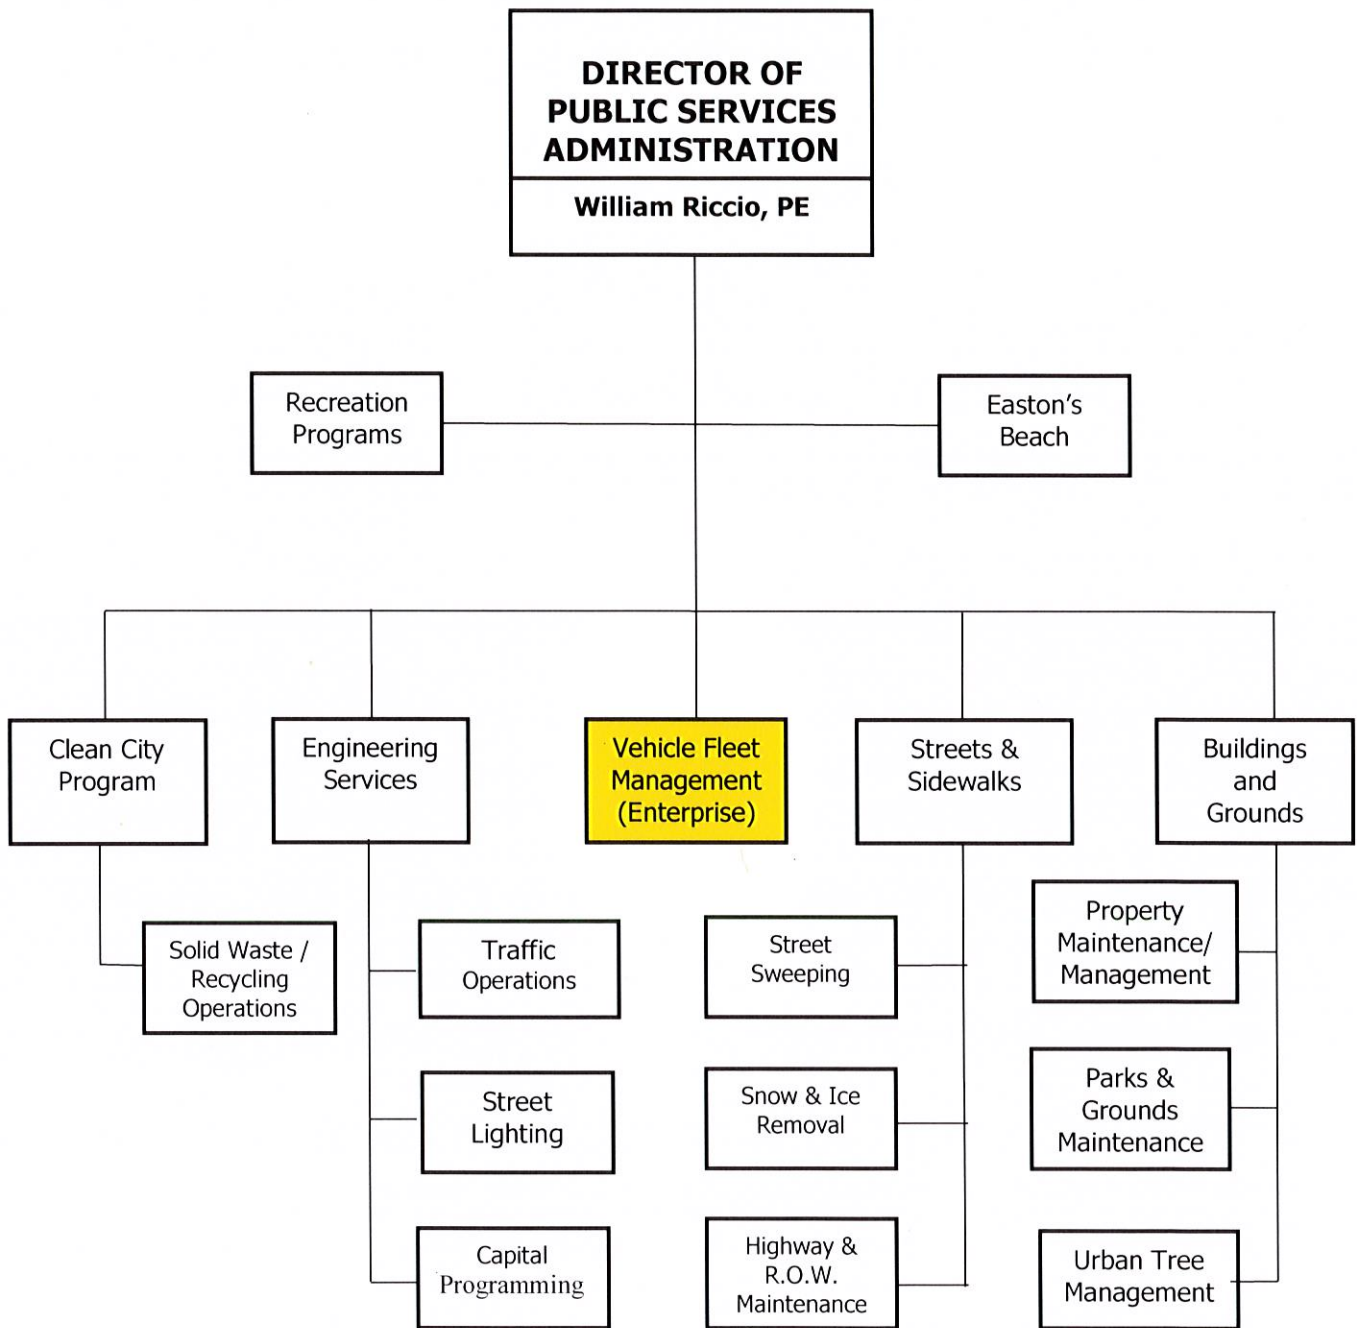 DIRECTOR OF
PUBLIC SERVICES
ADMINISTRATION
William Riccio, PE
Recreation
Programs
Easton's
Beach
Clean City
Program
Engineering
Services
Vehicle Fleet
Management
(Enterprise)
Streets &
Sidewalks
Buildings
and
Grounds
Solid Waste /
Recycling
Operations
Traffic
Operations
Street
Sweeping
Property
Maintenance/
Management
Street
Lighting
Snow & Ice
Removal
Parks &
Grounds
Maintenance
Capital
Programming
Highway &
R.O.W.
Maintenance
Urban Tree
Management